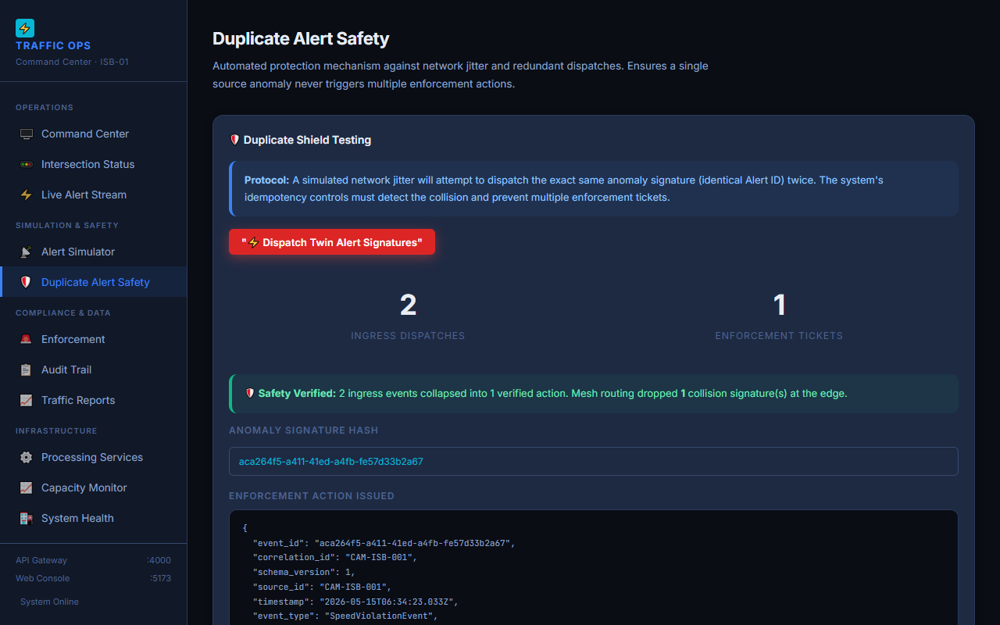 TRAFFIC OPS
Command Center · ISB-01
OPERATIONS
Command Center
Intersection Status
Live Alert Stream
SIMULATION & SAFETY
Alert Simulator
Duplicate Alert Safety
COMPLIANCE & DATA
Enforcement
Audit Trail
Traffic Reports
INFRASTRUCTURE
Processing Services
Capacity Monitor
System Health
API Gateway :4000
Web Console :5173
System Online
Duplicate Alert Safety
Automated protection mechanism against network jitter and redundant dispatches. Ensures a single
source anomaly never triggers multiple enforcement actions.
Duplicate Shield Testing
Protocol: A simulated network jitter will attempt to dispatch the exact same anomaly signature (identical Alert ID) twice. The system's
idempotency controls must detect the collision and prevent multiple enforcement tickets.
"⚡ Dispatch Twin Alert Signatures"
2
INGRESS DISPATCHES
1
ENFORCEMENT TICKETS
Safety Verified: 2 ingress events collapsed into 1 verified action. Mesh routing dropped 1 collision signature(s) at the edge.
ANOMALY SIGNATURE HASH
aca264f5-a411-41ed-a4fb-fe57d33b2a67
ENFORCEMENT ACTION ISSUED
{
"event_id": "aca264f5-a411-41ed-a4fb-fe57d33b2a67",
"correlation_id": "CAM-ISB-001",
"schema_version": 1,
"source_id": "CAM-ISB-001",
"timestamp": "2026-05-15T06:34:23.033Z",
"event_type": "SpeedViolationEvent",